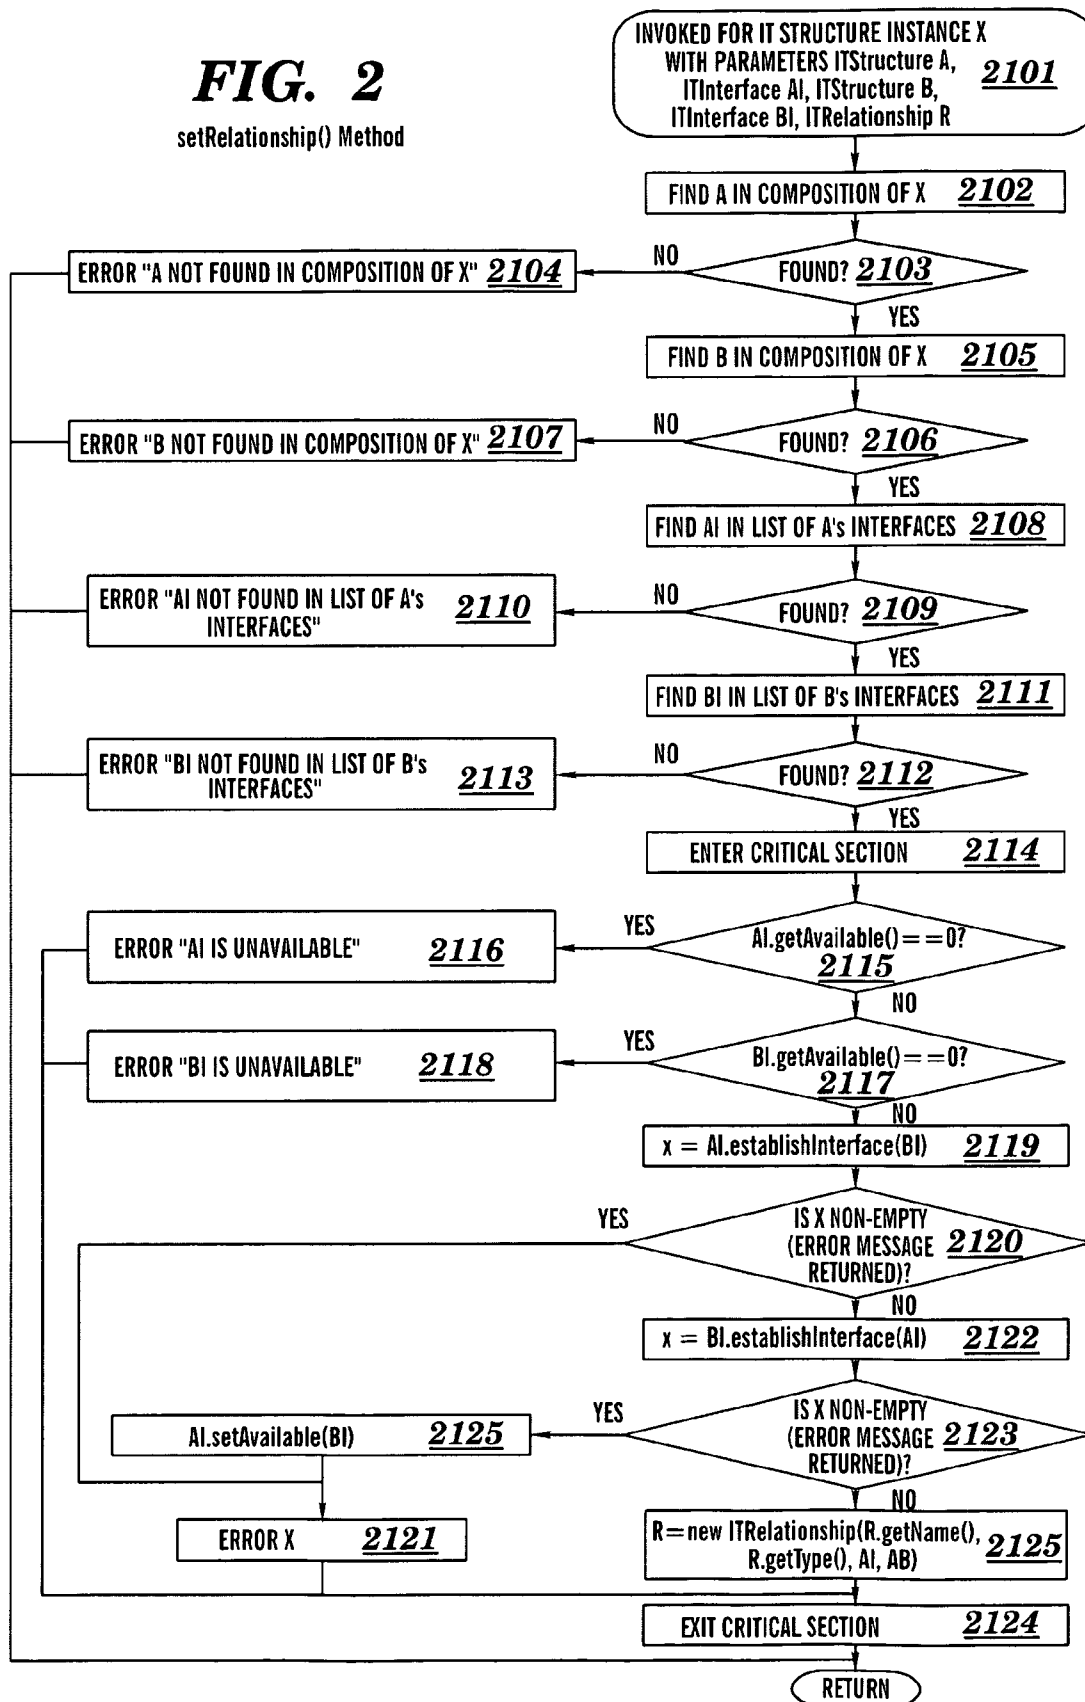 FIG. 2
setRelationship() Method
INVOKED FOR IT STRUCTURE INSTANCE X
WITH PARAMETERS ITStructure A,
ITInterface AI, ITStructure B,
ITInterface BI, ITRelationship R
2101
FIND A IN COMPOSITION OF X 2102
FOUND? 2103
NO
ERROR "A NOT FOUND IN COMPOSITION OF X" 2104
YES
FIND B IN COMPOSITION OF X 2105
FOUND? 2106
NO
ERROR "B NOT FOUND IN COMPOSITION OF X" 2107
YES
FIND AI IN LIST OF A's INTERFACES 2108
FOUND? 2109
NO
ERROR "AI NOT FOUND IN LIST OF A's
INTERFACES"
2110
YES
FIND BI IN LIST OF B's INTERFACES 2111
FOUND? 2112
NO
ERROR "BI NOT FOUND IN LIST OF B's
INTERFACES"
2113
YES
ENTER CRITICAL SECTION 2114
AI.getAvailable()==0?
2115
YES
ERROR "AI IS UNAVAILABLE" 2116
NO
BI.getAvailable()==0?
2117
YES
ERROR "BI IS UNAVAILABLE" 2118
NO
x = AI.establishInterface(BI) 2119
IS X NON-EMPTY
(ERROR MESSAGE
RETURNED)?
2120
YES
NO
x = BI.establishInterface(AI) 2122
IS X NON-EMPTY
(ERROR MESSAGE
RETURNED)?
2123
YES
AI.setAvailable(BI) 2125
ERROR X 2121
NO
R=new ITRelationship(R.getName(),
R.getType(), AI, AB)
2125
EXIT CRITICAL SECTION 2124
RETURN